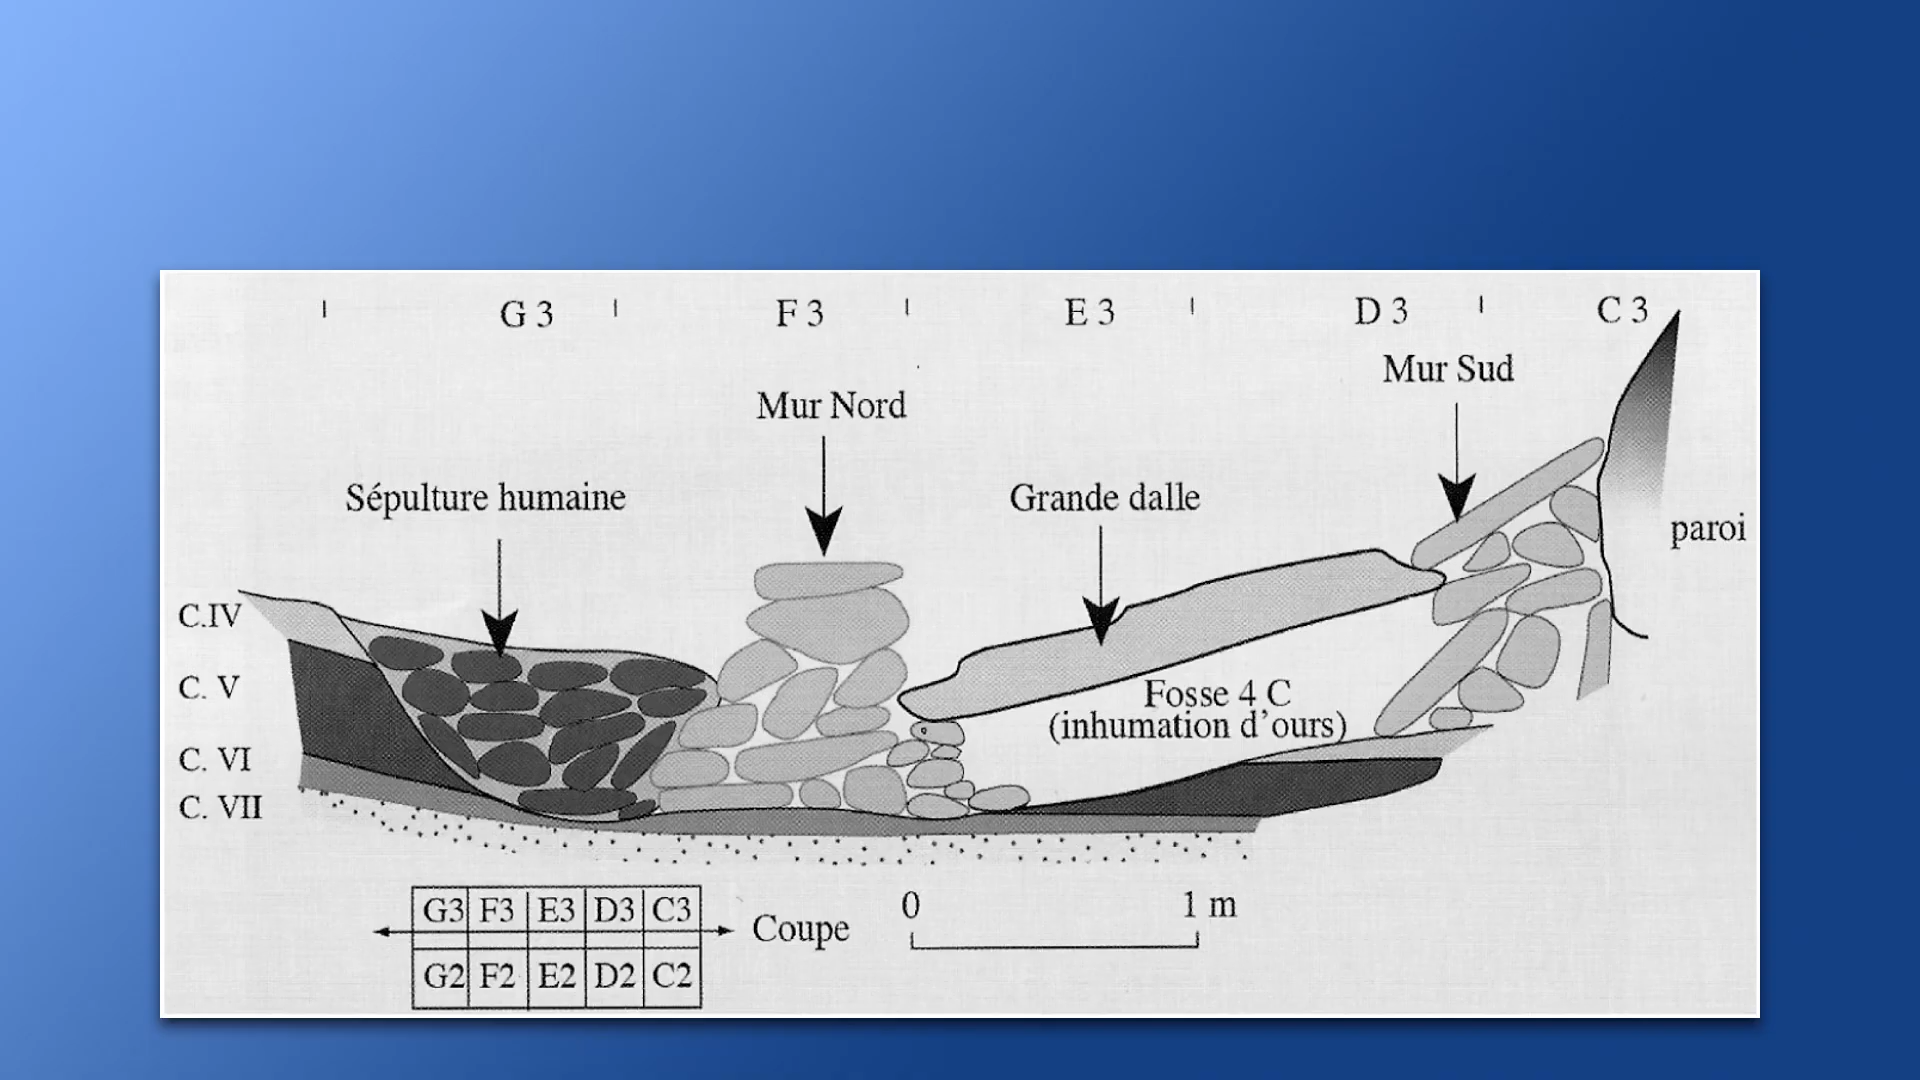 G 3 F 3 E 3 D 3 C 3
Mur Sud
Mur Nord
Sépulture humaine
Grande dalle
paroi
C.IV
C. V
C. VI
C. VII
Fosse 4 C
(inhumation d’ours)
G3 F3 E3 D3 C3
G2 F2 E2 D2 C2
Coupe
0 1 m